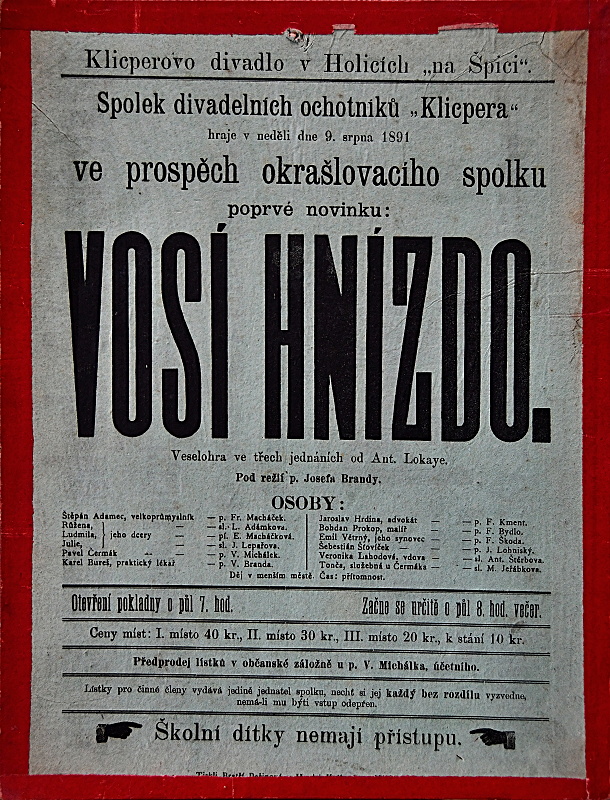 Klicperovo divadlo v Holicích „na Špici“.
Spolek divadelních ochotníků „Klicpera“
hraje v neděli dne 9. srpna 1891
ve prospěch okrašlovacího spolku
poprvé novinku:
VOSÍ HNÍZDO.
Veselohra ve třech jednáních od Ant. Lokaye.
Pod režií p. Josefa Brandy.
OSOBY:
Štěpán Adamec, velkoprůmyslník — p. Fr. Macháček.
Růžena, — sl. L. Adámkova.
Ludmila, } jeho dcery — pí. E. Macháčková.
Julie, — sl. J. Lepařova.
Pavel Čermák — — p. V. Michálek.
Karel Bureš, praktický lékař — p. V. Branda.
Jaroslav Hrdina, advokát — — p. F. Kment.
Bohdan Prokop, malíř — — p. F. Bydlo.
Emil Větrný, jeho synovec — — p. F. Škoda.
Šebestián Šťovíček — — p. J. Lohniský.
Veronika Lahodová, vdova — — sl. Ant. Štěrbova.
Tonča, služebná u Čermáka — — sl. M. Jeřábkova.
Děj v menším městě. Čas: přítomnost.
Otevření pokladny o půl 7. hod. Začne se určitě o půl 8. hod. večer.
Ceny míst: I. místo 40 kr., II. místo 30 kr., III. místo 20 kr., k stání 10 kr.
Předprodej lístků v občanské záložně u p. V. Michálka, účetního.
Lístky pro činné členy vydává jedině jednatel spolku, nechť si jej každý bez rozdílu vyzvedne,
nemá-li mu býti vstup odepřen.
Školní dítky nemají přístupu.